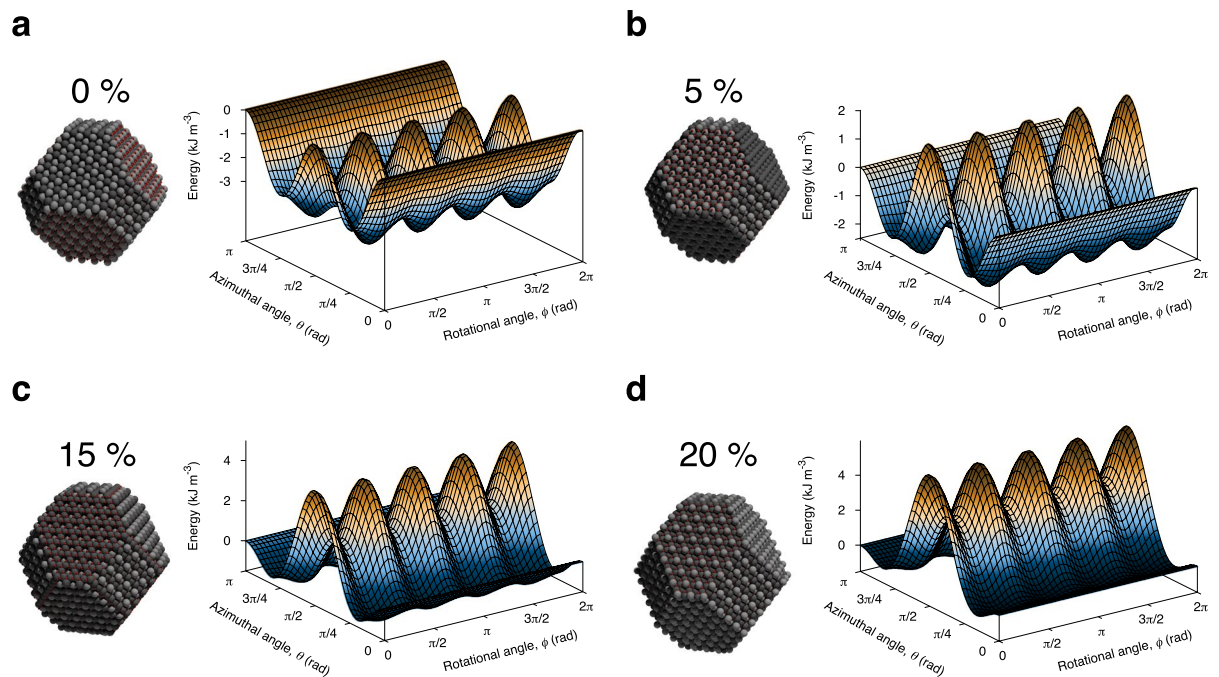 a
0 %
Energy (kJ m-3)
0
-1
-2
-3
π
3π/4
π/2
π/4
0
Azimuthal angle, θ (rad)
0
π/2
π
3π/2
2π
Rotational angle, ϕ (rad)
b
5 %
Energy (kJ m-3)
2
1
0
-1
-2
π
3π/4
π/2
π/4
0
Azimuthal angle, θ (rad)
0
π/2
π
3π/2
2π
Rotational angle, ϕ (rad)
c
15 %
Energy (kJ m-3)
4
2
0
π
3π/4
π/2
π/4
0
Azimuthal angle, θ (rad)
0
π/2
π
3π/2
2π
Rotational angle, ϕ (rad)
d
20 %
Energy (kJ m-3)
4
2
0
π
3π/4
π/2
π/4
0
Azimuthal angle, θ (rad)
0
π/2
π
3π/2
2π
Rotational angle, ϕ (rad)